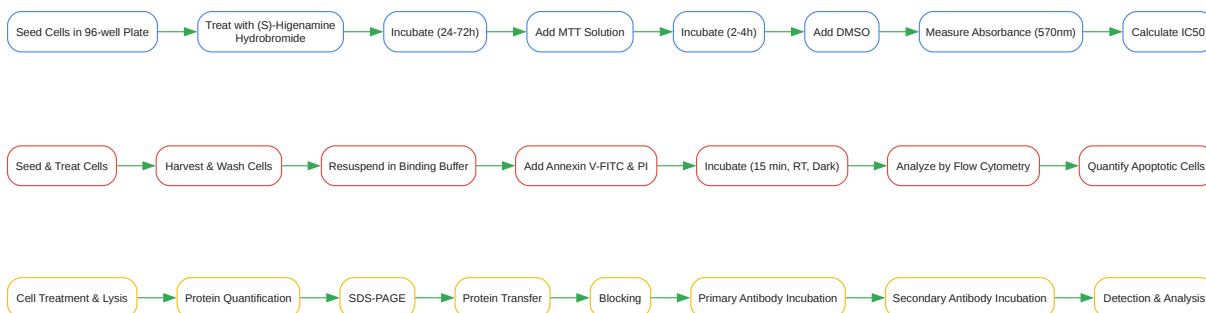 Seed Cells in 96-well Plate
Treat with (S)-Higenamine
Hydrobromide
Incubate (24-72h)
Add MTT Solution
Incubate (2-4h)
Add DMSO
Measure Absorbance (570nm)
Calculate IC50
Seed & Treat Cells
Harvest & Wash Cells
Resuspend in Binding Buffer
Add Annexin V-FITC & PI
Incubate (15 min, RT, Dark)
Analyze by Flow Cytometry
Quantify Apoptotic Cells
Cell Treatment & Lysis
Protein Quantification
SDS-PAGE
Protein Transfer
Blocking
Primary Antibody Incubation
Secondary Antibody Incubation
Detection & Analysis